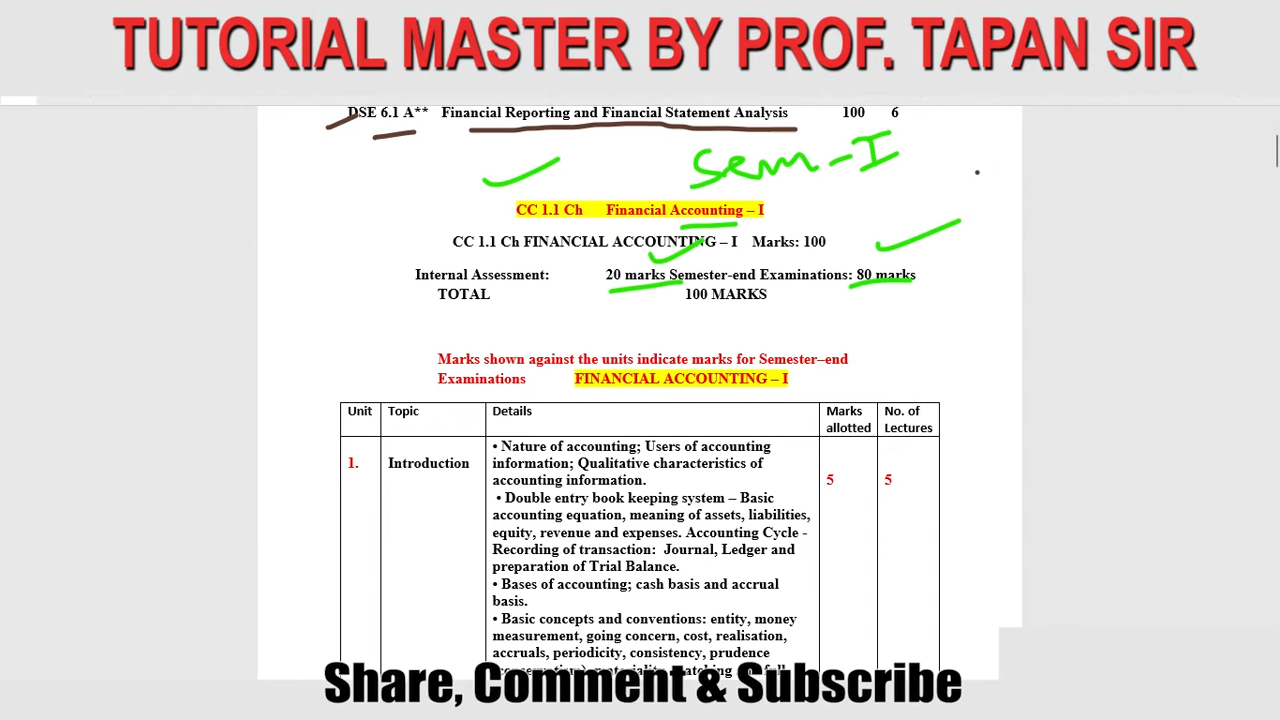 TUTORIAL MASTER BY PROF. TAPAN SIR
DSE 6.1 A** Financial Reporting and Financial Statement Analysis 100 6
Sem-I
CC 1.1 Ch Financial Accounting – I
CC 1.1 Ch FINANCIAL ACCOUNTING – I Marks: 100
Internal Assessment: 20 marks Semester-end Examinations: 80 marks
TOTAL 100 MARKS
Marks shown against the units indicate marks for Semester–end
Examinations FINANCIAL ACCOUNTING – I
Unit Topic Details Marks allotted No. of Lectures
1. Introduction
• Nature of accounting; Users of accounting
information; Qualitative characteristics of
accounting information.
5 5
• Double entry book keeping system – Basic
accounting equation, meaning of assets, liabilities,
equity, revenue and expenses. Accounting Cycle -
Recording of transaction: Journal, Ledger and
preparation of Trial Balance.
• Bases of accounting; cash basis and accrual
basis.
• Basic concepts and conventions: entity, money
measurement, going concern, cost, realisation,
accruals, periodicity, consistency, prudence
Share, Comment & Subscribe